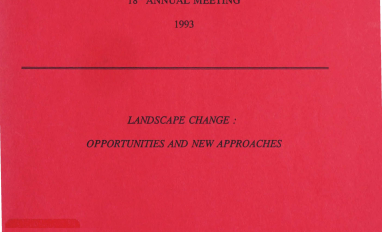 18 ANNUAL MEETING
1993
LANDSCAPE CHANGE :
OPPORTUNITIES AND NEW APPROACHES